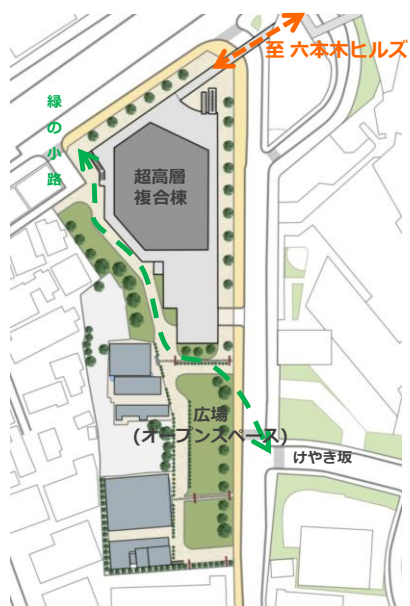 至 六本木ヒルズ
緑の小路
超高層
複合棟
広場
(オープンスペース)
けやき坂